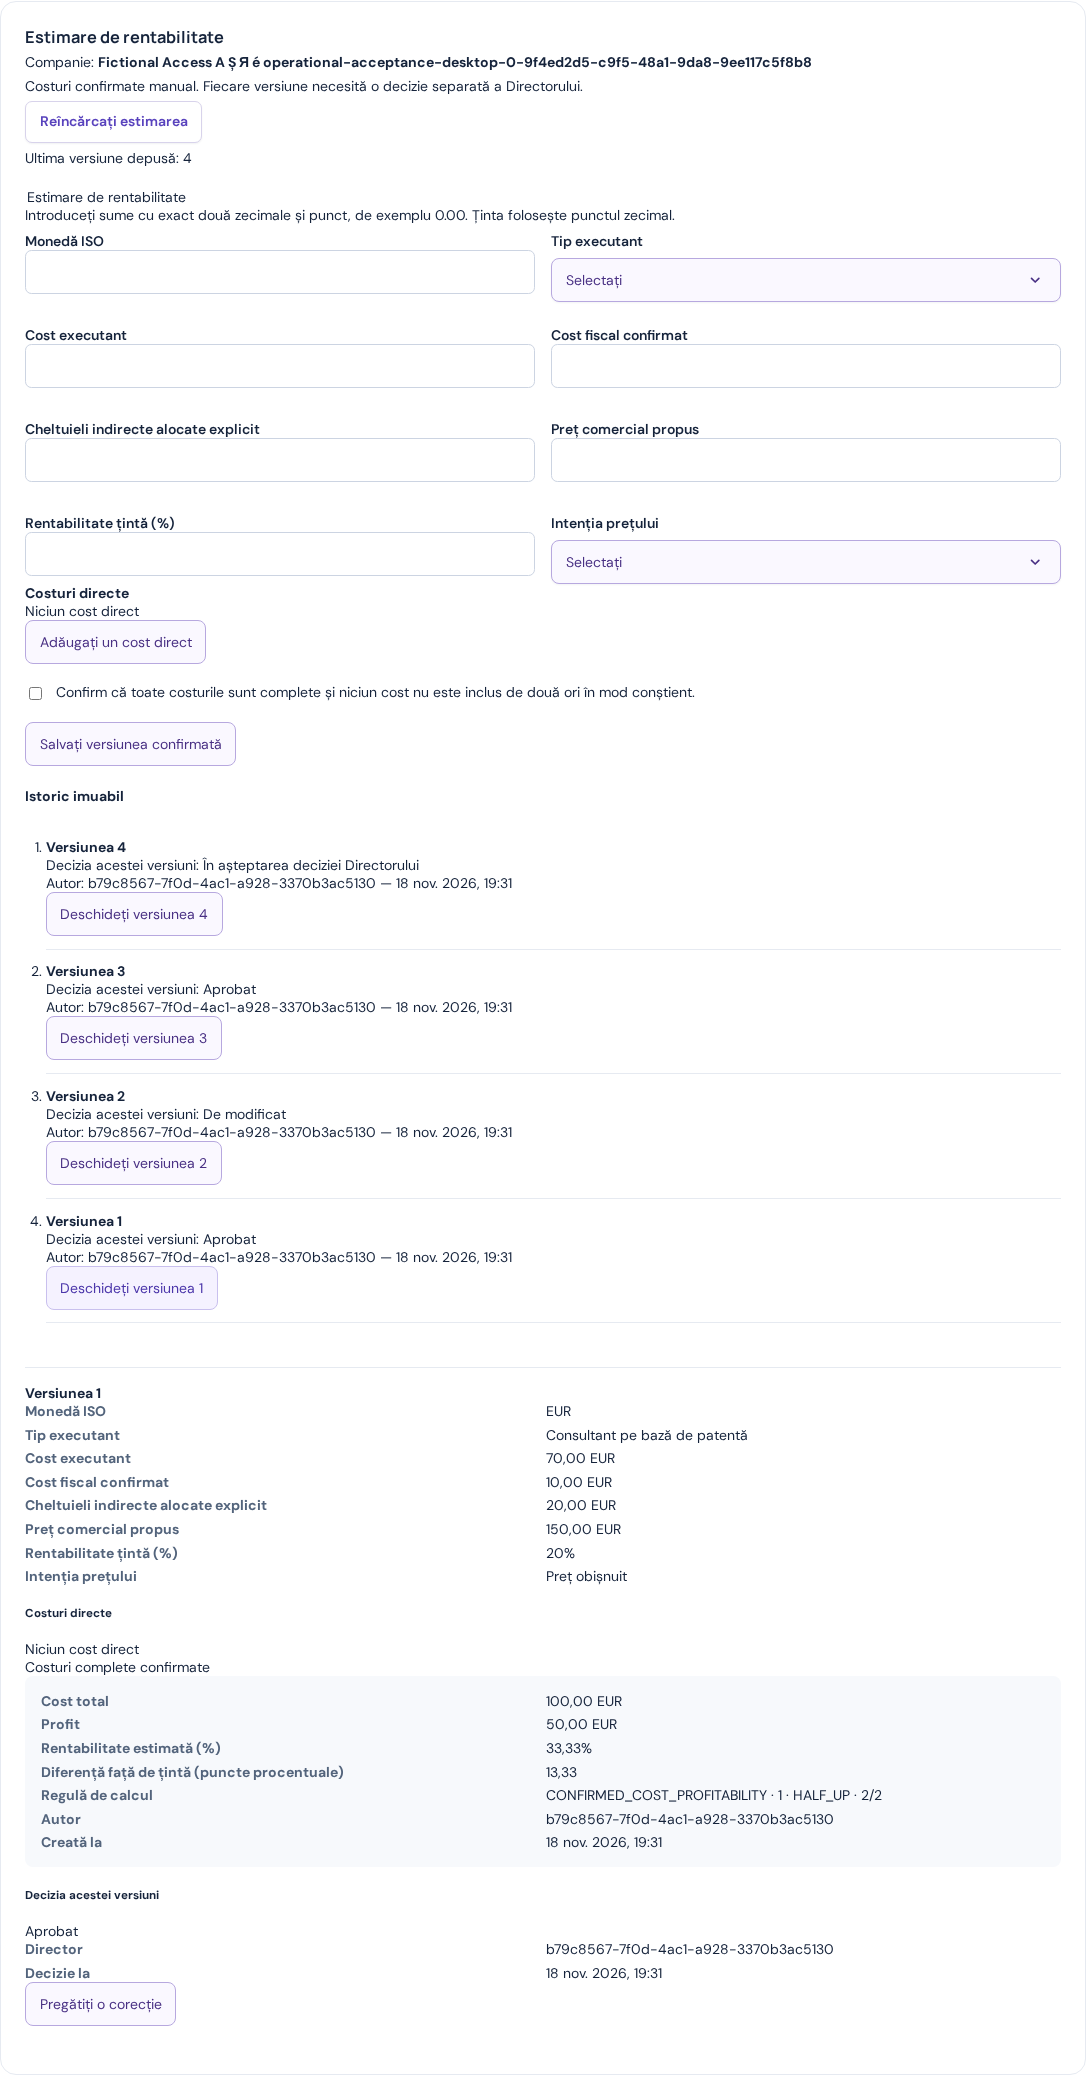 Estimare de rentabilitate
Companie: Fictional Access A Ș Я é operational-acceptance-desktop-0-9f4ed2d5-c9f5-48a1-9da8-9ee117c5f8b8
Costuri confirmate manual. Fiecare versiune necesită o decizie separată a Directorului.
Reîncărcați estimarea
Ultima versiune depusă: 4
Estimare de rentabilitate
Introduceți sume cu exact două zecimale și punct, de exemplu 0.00. Ținta folosește punctul zecimal.
Monedă ISO
Tip executant
Selectați
Cost executant
Cost fiscal confirmat
Cheltuieli indirecte alocate explicit
Preț comercial propus
Rentabilitate țintă (%)
Intenția prețului
Selectați
Costuri directe
Niciun cost direct
Adăugați un cost direct
Confirm că toate costurile sunt complete și niciun cost nu este inclus de două ori în mod conștient.
Salvați versiunea confirmată
Istoric imuabil
1. Versiunea 4
Decizia acestei versiuni: În așteptarea deciziei Directorului
Autor: b79c8567-7f0d-4ac1-a928-3370b3ac5130 — 18 nov. 2026, 19:31
Deschideți versiunea 4
2. Versiunea 3
Decizia acestei versiuni: Aprobat
Autor: b79c8567-7f0d-4ac1-a928-3370b3ac5130 — 18 nov. 2026, 19:31
Deschideți versiunea 3
3. Versiunea 2
Decizia acestei versiuni: De modificat
Autor: b79c8567-7f0d-4ac1-a928-3370b3ac5130 — 18 nov. 2026, 19:31
Deschideți versiunea 2
4. Versiunea 1
Decizia acestei versiuni: Aprobat
Autor: b79c8567-7f0d-4ac1-a928-3370b3ac5130 — 18 nov. 2026, 19:31
Deschideți versiunea 1
Versiunea 1
Monedă ISO EUR
Tip executant Consultant pe bază de patentă
Cost executant 70,00 EUR
Cost fiscal confirmat 10,00 EUR
Cheltuieli indirecte alocate explicit 20,00 EUR
Preț comercial propus 150,00 EUR
Rentabilitate țintă (%) 20%
Intenția prețului Preț obișnuit
Costuri directe
Niciun cost direct
Costuri complete confirmate
Cost total 100,00 EUR
Profit 50,00 EUR
Rentabilitate estimată (%) 33,33%
Diferență față de țintă (puncte procentuale) 13,33
Regulă de calcul CONFIRMED_COST_PROFITABILITY · 1 · HALF_UP · 2/2
Autor b79c8567-7f0d-4ac1-a928-3370b3ac5130
Creată la 18 nov. 2026, 19:31
Decizia acestei versiuni
Aprobat
Director b79c8567-7f0d-4ac1-a928-3370b3ac5130
Decizie la 18 nov. 2026, 19:31
Pregătiți o corecție